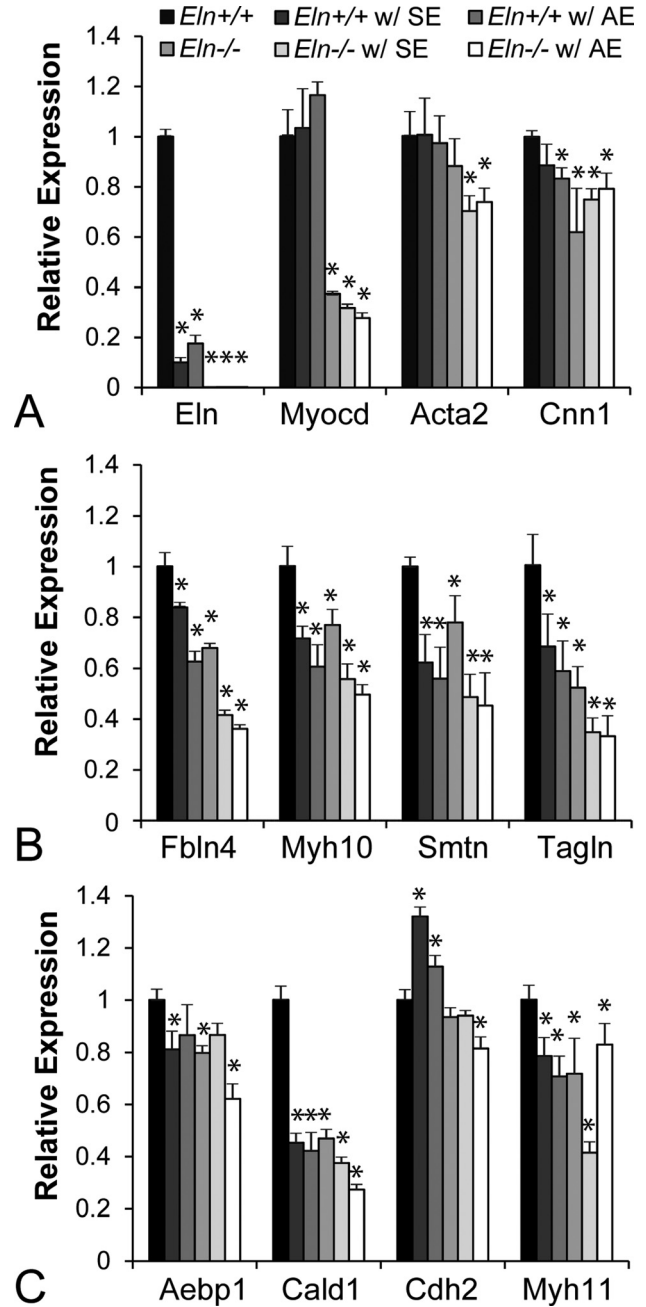 Eln+/+ Eln+/+ w/ SE Eln+/+ w/ AE
Eln-/- Eln-/- w/ SE Eln-/- w/ AE
Relative Expression
1.4
1.2
1
0.8
0.6
0.4
0.2
0
* * ***
* * *
* *
* ** *
Eln Myocd Acta2 Cnn1
A
Relative Expression
1.4
1.2
1
0.8
0.6
0.4
0.2
0
* * * * *
* * * * *
** * **
* * * **
Fbln4 Myh10 Smtn Tagln
B
Relative Expression
1.4
1.2
1
0.8
0.6
0.4
0.2
0
* * *
*** * *
* * *
* * * * *
Aebp1 Cald1 Cdh2 Myh11
C